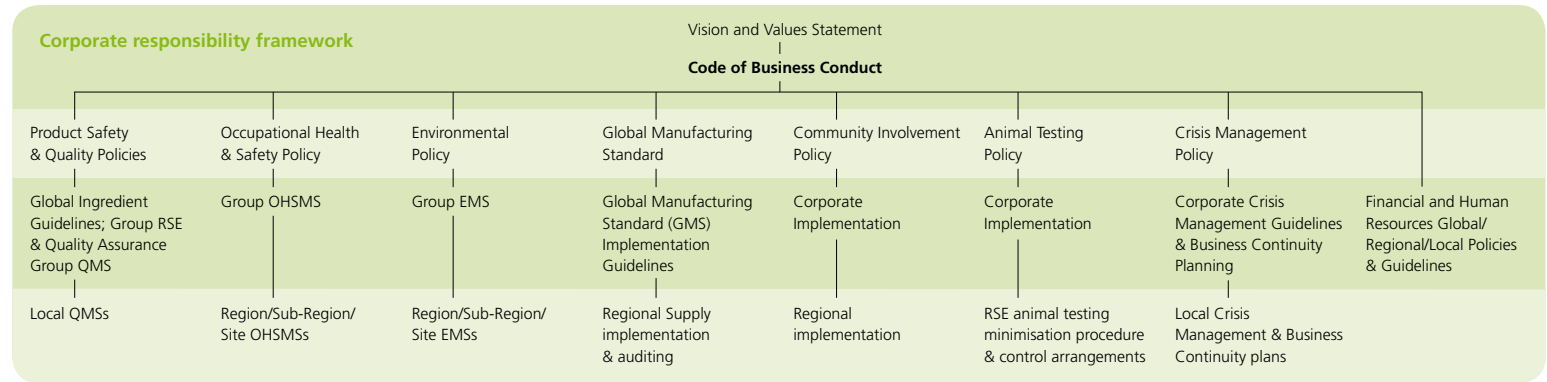 Corporate responsibility framework
Vision and Values Statement
Code of Business Conduct
Product Safety
& Quality Policies
Occupational Health
& Safety Policy
Environmental
Policy
Global Manufacturing
Standard
Community Involvement
Policy
Animal Testing
Policy
Crisis Management
Policy
Global Ingredient
Guidelines; Group RSE
& Quality Assurance
Group QMS
Group OHSMS
Group EMS
Global Manufacturing
Standard (GMS)
Implementation
Guidelines
Corporate
Implementation
Corporate
Implementation
Corporate Crisis
Management Guidelines
& Business Continuity
Planning
Financial and Human
Resources Global/
Regional/Local Policies
& Guidelines
Local QMSs
Region/Sub-Region/
Site OHSMSs
Region/Sub-Region/
Site EMSs
Regional Supply
implementation
& auditing
Regional
implementation
RSE animal testing
minimisation procedure
& control arrangements
Local Crisis
Management & Business
Continuity plans